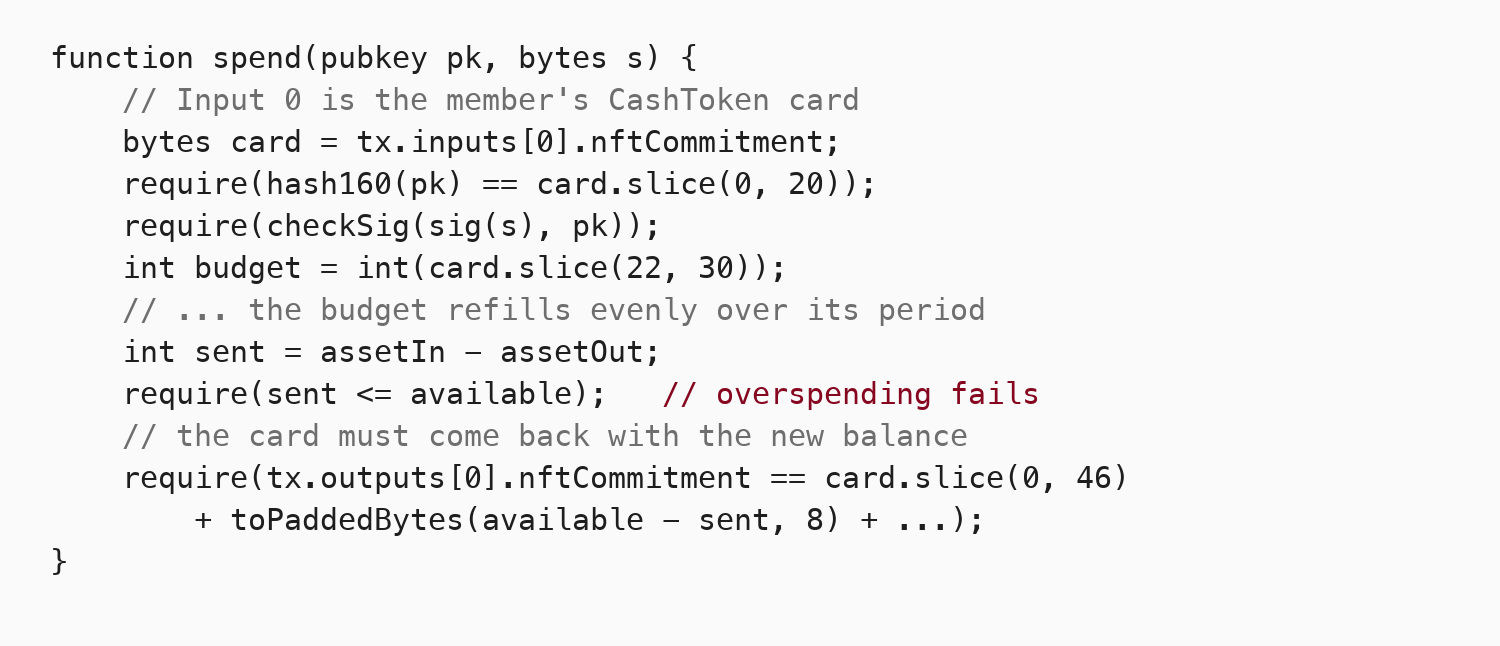 function spend(pubkey pk, bytes s) {
    // Input 0 is the member's CashToken card
    bytes card = tx.inputs[0].nftCommitment;
    require(hash160(pk) == card.slice(0, 20));
    require(checkSig(sig(s), pk));
    int budget = int(card.slice(22, 30));
    // ... the budget refills evenly over its period
    int sent = assetIn − assetOut;
    require(sent <= available);   // overspending fails
    // the card must come back with the new balance
    require(tx.outputs[0].nftCommitment == card.slice(0, 46)
        + toPaddedBytes(available − sent, 8) + ...);
}